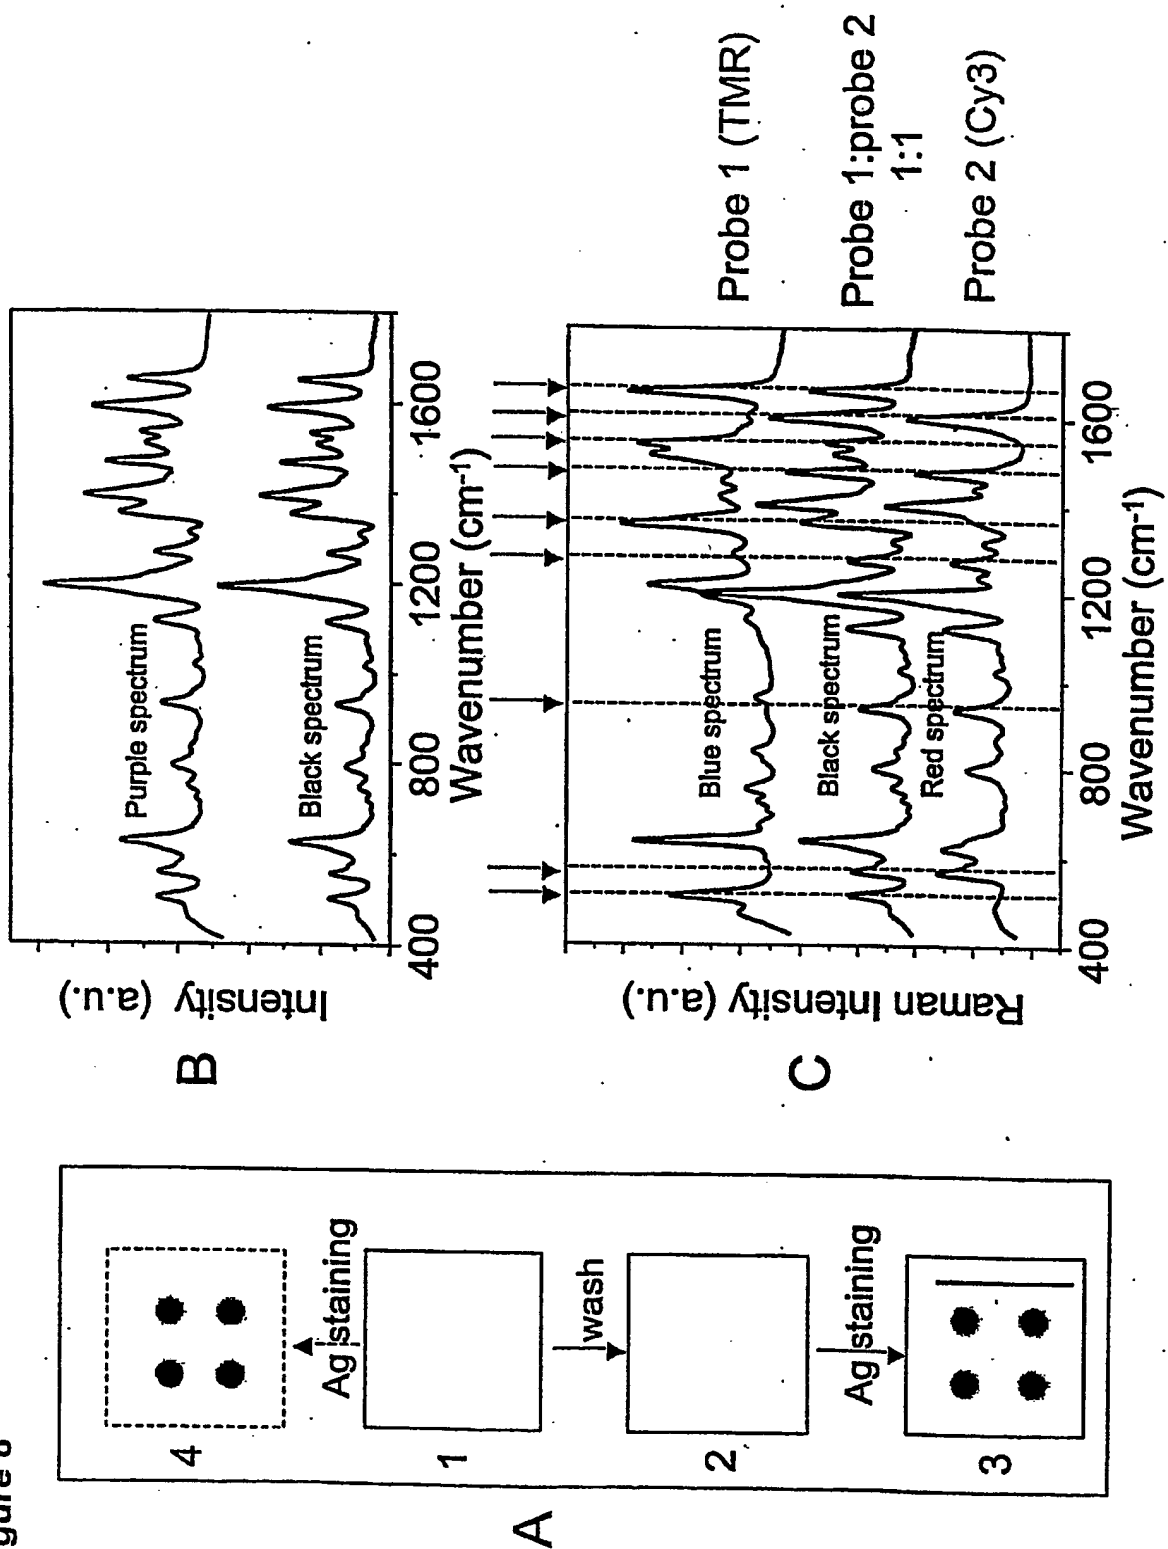 gure 8
A
4
Ag staining
1
wash
2
Ag staining
3
B
Intensity (a.u.)
Purple spectrum
Black spectrum
400
800
1200
1600
Wavenumber (cm-1)
C
Raman Intensity (a.u.)
Blue spectrum
Black spectrum
Red spectrum
Probe 1 (TMR)
Probe 1:probe 2
1:1
Probe 2 (Cy3)
400
800
1200
1600
Wavenumber (cm-1)